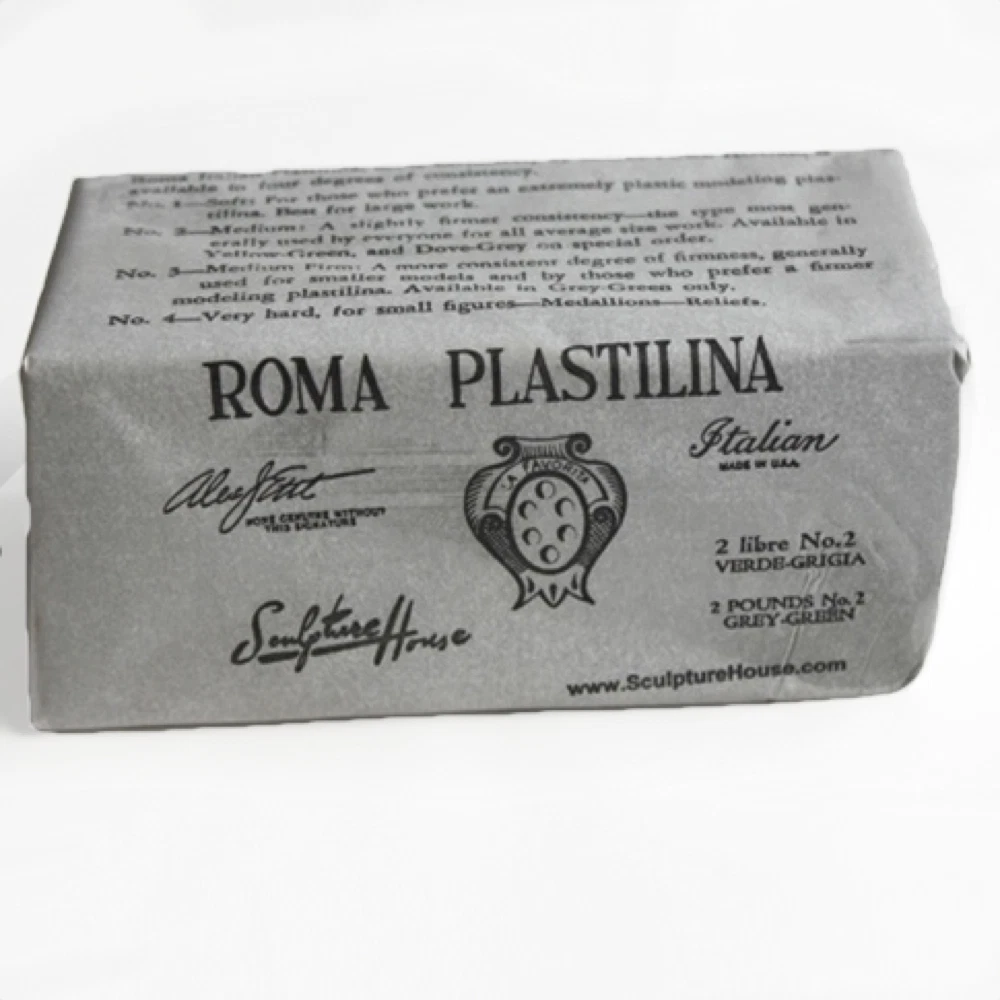 available in four degrees of consistency.
No. 1—Soft: For those who prefer an extremely plastic modeling plas-
tilina. Best for large work.
No. 2—Medium: A slightly firmer consistency—the type most gen-
erally used by everyone for all average size work. Available in
Yellow-Green, and Dove-Grey on special order.
No. 3—Medium Firm: A more consistent degree of firmness, generally
used for smaller models and by those who prefer a firmer
modeling plastilina. Available in Grey-Green only.
No. 4—Very hard, for small figures—Medallions—Reliefs.
ROMA PLASTILINA
Italian
MADE IN U.S.A.
LA FAVORITA
NONE GENUINE WITHOUT
THIS SIGNATURE
2 libre No.2
VERDE-GRIGIA
2 POUNDS No.2
GREY-GREEN
Sculpture House
www.SculptureHouse.com